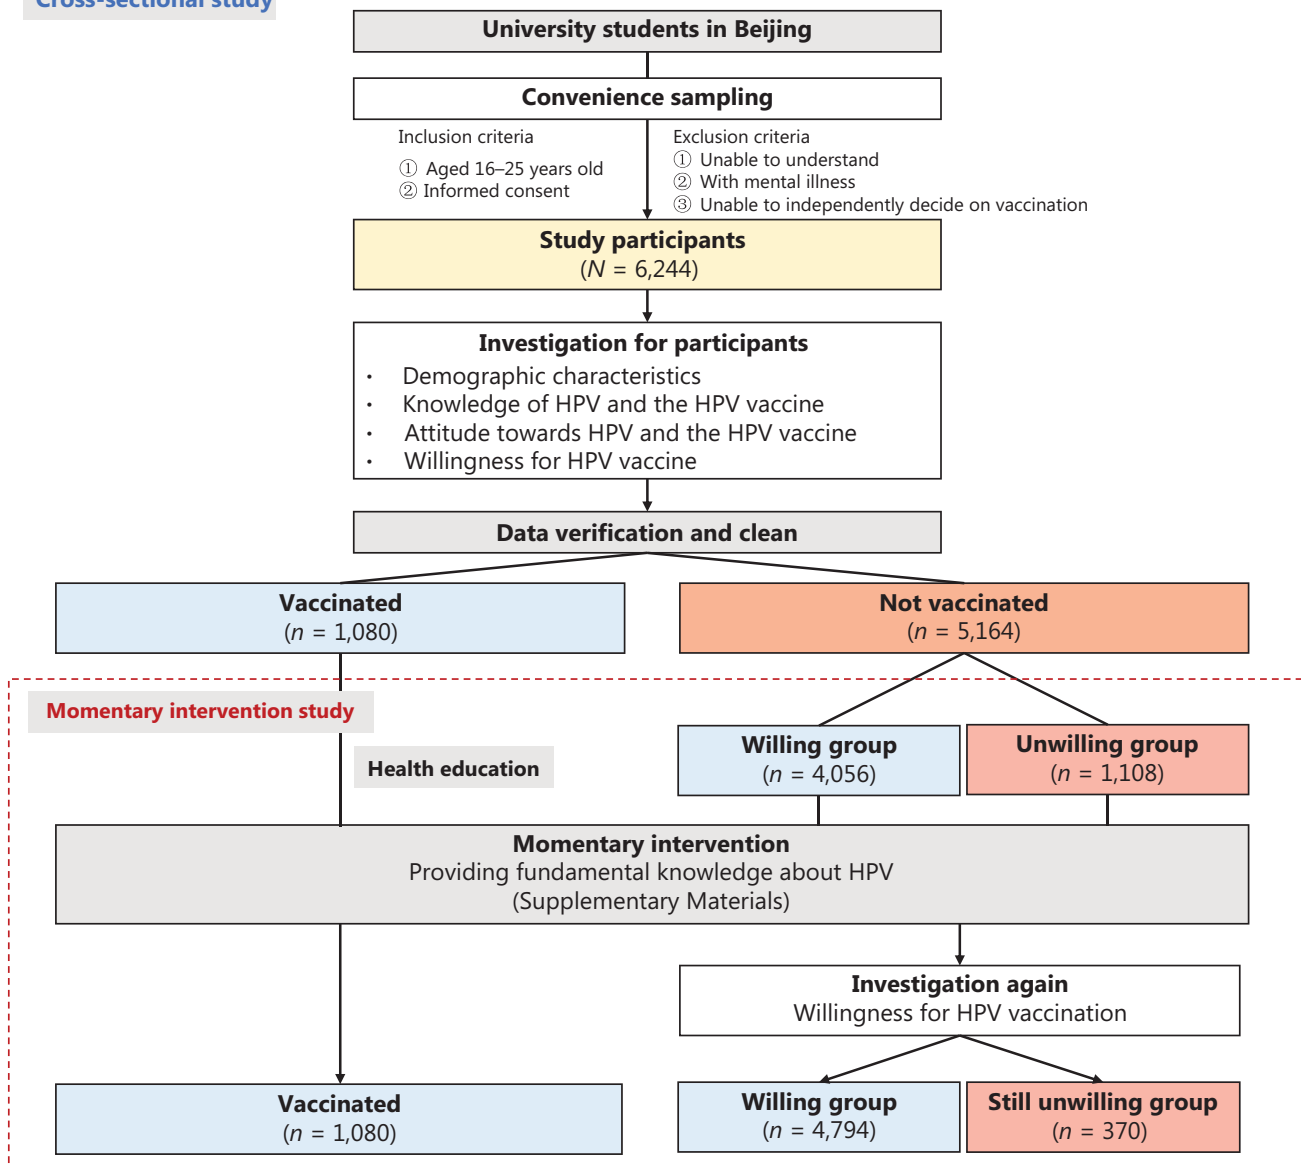 Cross-sectional study
University students in Beijing
Convenience sampling
Inclusion criteria
① Aged 16–25 years old
② Informed consent
Exclusion criteria
① Unable to understand
② With mental illness
③ Unable to independently decide on vaccination
Study participants
(N = 6,244)
Investigation for participants
· Demographic characteristics
· Knowledge of HPV and the HPV vaccine
· Attitude towards HPV and the HPV vaccine
· Willingness for HPV vaccine
Data verification and clean
Vaccinated
(n = 1,080)
Not vaccinated
(n = 5,164)
Momentary intervention study
Health education
Willing group
(n = 4,056)
Unwilling group
(n = 1,108)
Momentary intervention
Providing fundamental knowledge about HPV
(Supplementary Materials)
Investigation again
Willingness for HPV vaccination
Vaccinated
(n = 1,080)
Willing group
(n = 4,794)
Still unwilling group
(n = 370)